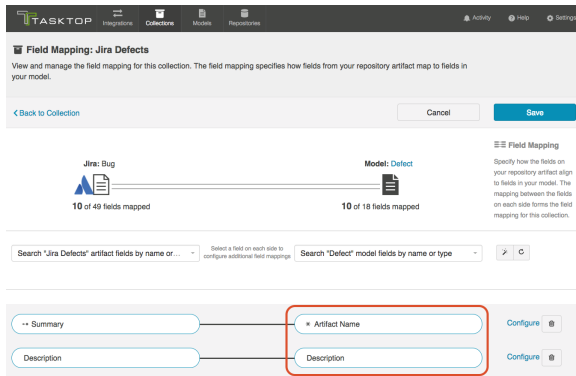 TASKTOP
Integrations
Collections
Models
Repositories
Activity
Help
Settings
Field Mapping: Jira Defects
View and manage the field mapping for this collection. The field mapping specifies how fields from your repository artifact map to fields in
your model.
Back to Collection
Cancel
Save
Field Mapping
Specify how the fields on
your repository artifact align
to fields in your model. The
mapping between the fields
on each side forms the field
mapping for this collection.
Jira: Bug
Model: Defect
10 of 49 fields mapped
10 of 18 fields mapped
Search "Jira Defects" artifact fields by name or...
Select a field on each side to
configure additional field mappings
Search "Defect" model fields by name or type
Summary
Artifact Name
Configure
Description
Description
Configure